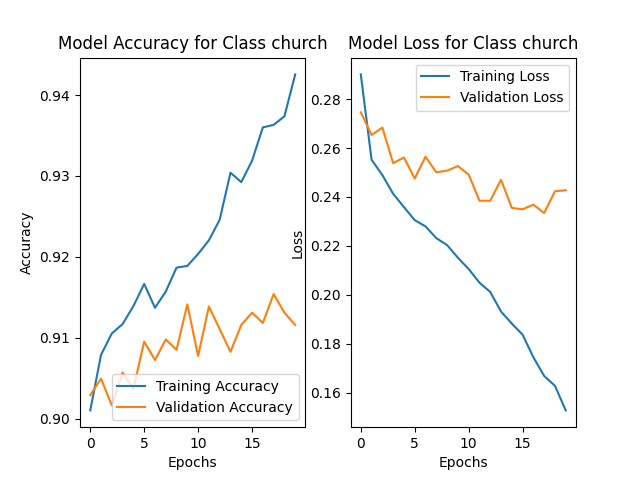 Model Accuracy for Class church
0.94
0.93
0.92
0.91
0.90
Accuracy
Training Accuracy
Validation Accuracy
0
5
10
15
Epochs
Model Loss for Class church
Training Loss
Validation Loss
0.28
0.26
0.24
0.22
0.20
0.18
0.16
Loss
0
5
10
15
Epochs